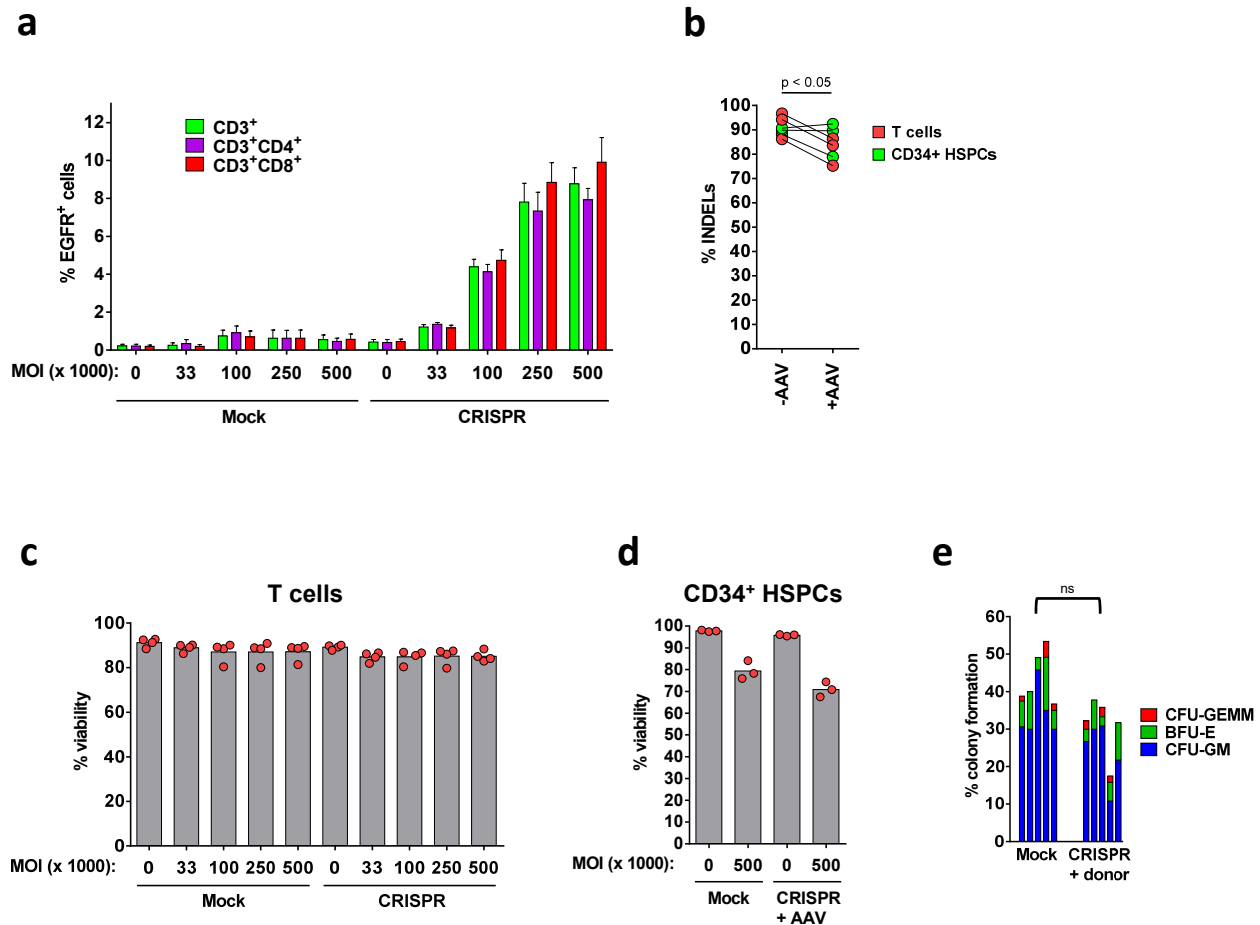 a
% EGFR+ cells
12
10
8
6
4
2
0
CD3+
CD3+CD4+
CD3+CD8+
MOI (x 1000): 0 33 100 250 500 0 33 100 250 500
Mock CRISPR
b
p < 0.05
% INDELs
100
90
80
70
60
50
40
30
20
10
0
-AAV +AAV
T cells
CD34+ HSPCs
c
T cells
% viability
100
80
60
40
20
0
MOI (x 1000): 0 33 100 250 500 0 33 100 250 500
Mock CRISPR
d
CD34+ HSPCs
% viability
100
90
80
70
60
50
40
30
20
10
0
MOI (x 1000): 0 500 0 500
Mock CRISPR
+ AAV
e
ns
% colony formation
60
50
40
30
20
10
0
Mock CRISPR
+ donor
CFU-GEMM
BFU-E
CFU-GM